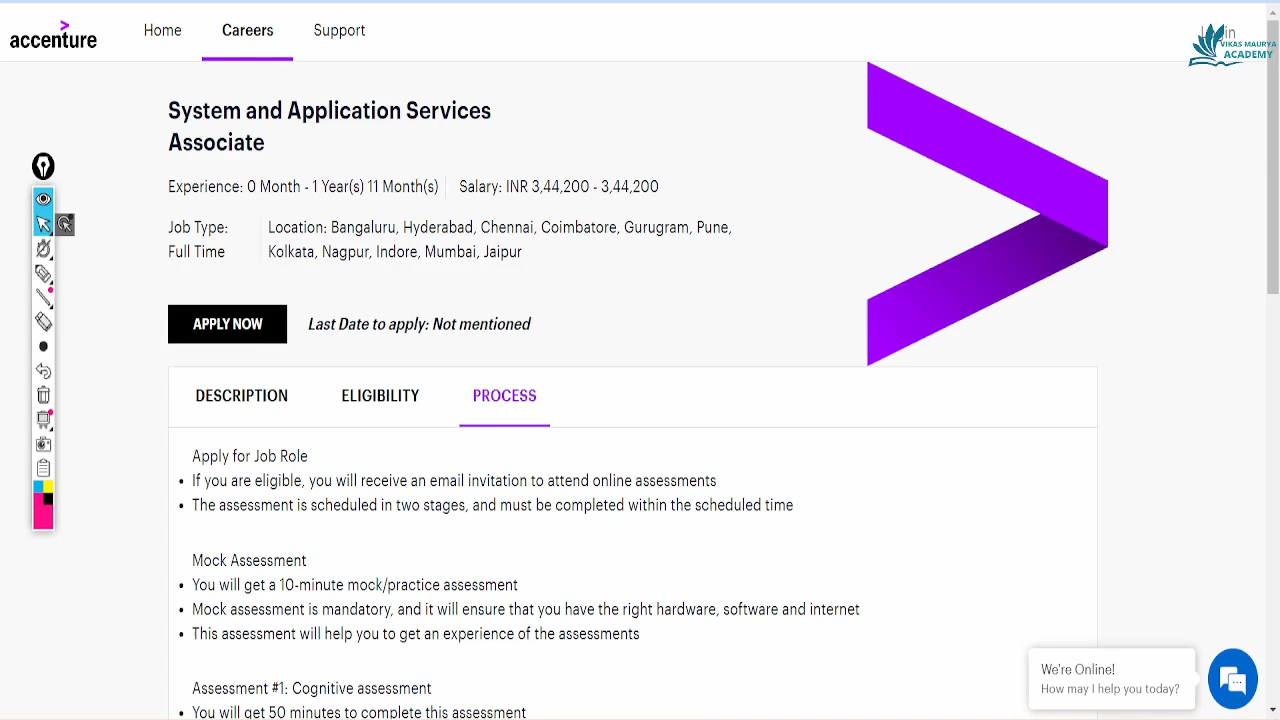 accenture
Home
Careers
Support
VIKAS MAURYA
ACADEMY
System and Application Services
Associate
Experience: 0 Month - 1 Year(s) 11 Month(s)
Salary: INR 3,44,200 - 3,44,200
Job Type:
Full Time
Location: Bangaluru, Hyderabad, Chennai, Coimbatore, Gurugram, Pune,
Kolkata, Nagpur, Indore, Mumbai, Jaipur
APPLY NOW
Last Date to apply: Not mentioned
DESCRIPTION
ELIGIBILITY
PROCESS
Apply for Job Role
• If you are eligible, you will receive an email invitation to attend online assessments
• The assessment is scheduled in two stages, and must be completed within the scheduled time
Mock Assessment
• You will get a 10-minute mock/practice assessment
• Mock assessment is mandatory, and it will ensure that you have the right hardware, software and internet
• This assessment will help you to get an experience of the assessments
Assessment #1: Cognitive assessment
• You will get 50 minutes to complete this assessment
We're Online!
How may I help you today?